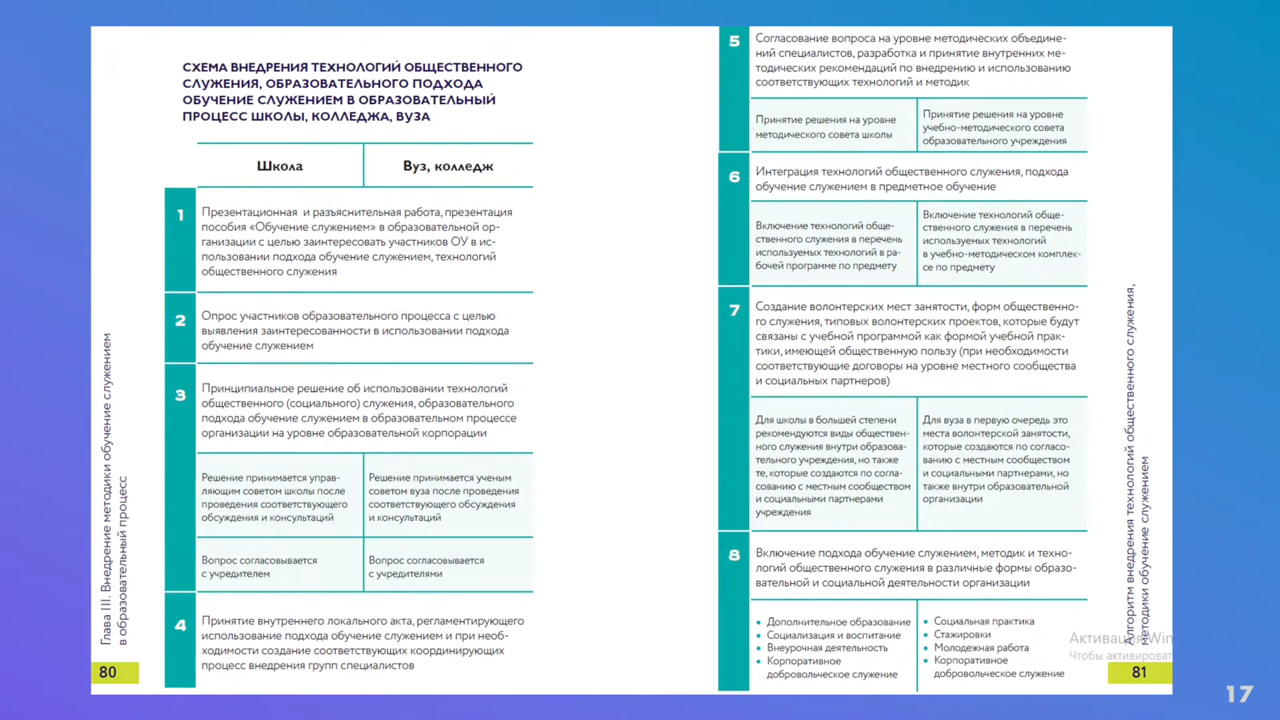 СХЕМА ВНЕДРЕНИЯ ТЕХНОЛОГИЙ ОБЩЕСТВЕННОГО
СЛУЖЕНИЯ, ОБРАЗОВАТЕЛЬНОГО ПОДХОДА
ОБУЧЕНИЕ СЛУЖЕНИЕМ В ОБРАЗОВАТЕЛЬНЫЙ
ПРОЦЕСС ШКОЛЫ, КОЛЛЕДЖА, ВУЗА
Школа
Вуз, колледж
1
Презентационная и разъяснительная работа, презентация
пособия «Обучение служением» в образовательной ор-
ганизации с целью заинтересовать участников ОУ в ис-
пользовании подхода обучение служением, технологий
общественного служения
2
Опрос участников образовательного процесса с целью
выявления заинтересованности в использовании подхода
обучение служением
3
Принципиальное решение об использовании технологий
общественного (социального) служения, образовательного
подхода обучение служением в образовательном процессе
организации на уровне образовательной корпорации
Решение принимается управ-
ляющим советом школы после
проведения соответствующего
обсуждения и консультаций
Решение принимается ученым
советом вуза после проведения
соответствующего обсуждения
и консультаций
Вопрос согласовывается
с учредителем
Вопрос согласовывается
с учредителями
4
Принятие внутреннего локального акта, регламентирующего
использование подхода обучение служением и при необ-
ходимости создание соответствующих координирующих
процесс внедрения групп специалистов
Глава III. Внедрение методики обучение служением
в образовательный процесс
80
5
Согласование вопроса на уровне методических объедине-
ний специалистов, разработка и принятие внутренних ме-
тодических рекомендаций по внедрению и использованию
соответствующих технологий и методик
Принятие решения на уровне
методического совета школы
Принятие решения на уровне
учебно-методического совета
образовательного учреждения
6
Интеграция технологий общественного служения, подхода
обучение служением в предметное обучение
Включение технологий обще-
ственного служения в перечень
используемых технологий в ра-
бочей программе по предмету
Включение технологий обще-
ственного служения в перечень
используемых технологий
в учебно-методическом комплек-
се по предмету
7
Создание волонтерских мест занятости, форм общественно-
го служения, типовых волонтерских проектов, которые будут
связаны с учебной программой как формой учебной прак-
тики, имеющей общественную пользу (при необходимости
соответствующие договоры на уровне местного сообщества
и социальных партнеров)
Для школы в большей степени
рекомендуются виды обществен-
ного служения внутри образова-
тельного учреждения, но также
те, которые создаются по согла-
сованию с местным сообществом
и социальными партнерами
учреждения
Для вуза в первую очередь это
места волонтерской занятости,
которые создаются по согласо-
ванию с местным сообществом
и социальными партнерами, но
также внутри образовательной
организации
8
Включение подхода обучение служением, методик и техно-
логий общественного служения в различные формы образо-
вательной и социальной деятельности организации
• Дополнительное образование
• Социализация и воспитание
• Внеурочная деятельность
• Корпоративное
добровольческое служение
• Социальная практика
• Стажировки
• Молодежная работа
• Корпоративное
добровольческое служение
Алгоритм внедрения технологий общественного служения,
методики обучение служением
81
Активация Win
Чтобы активироват
17